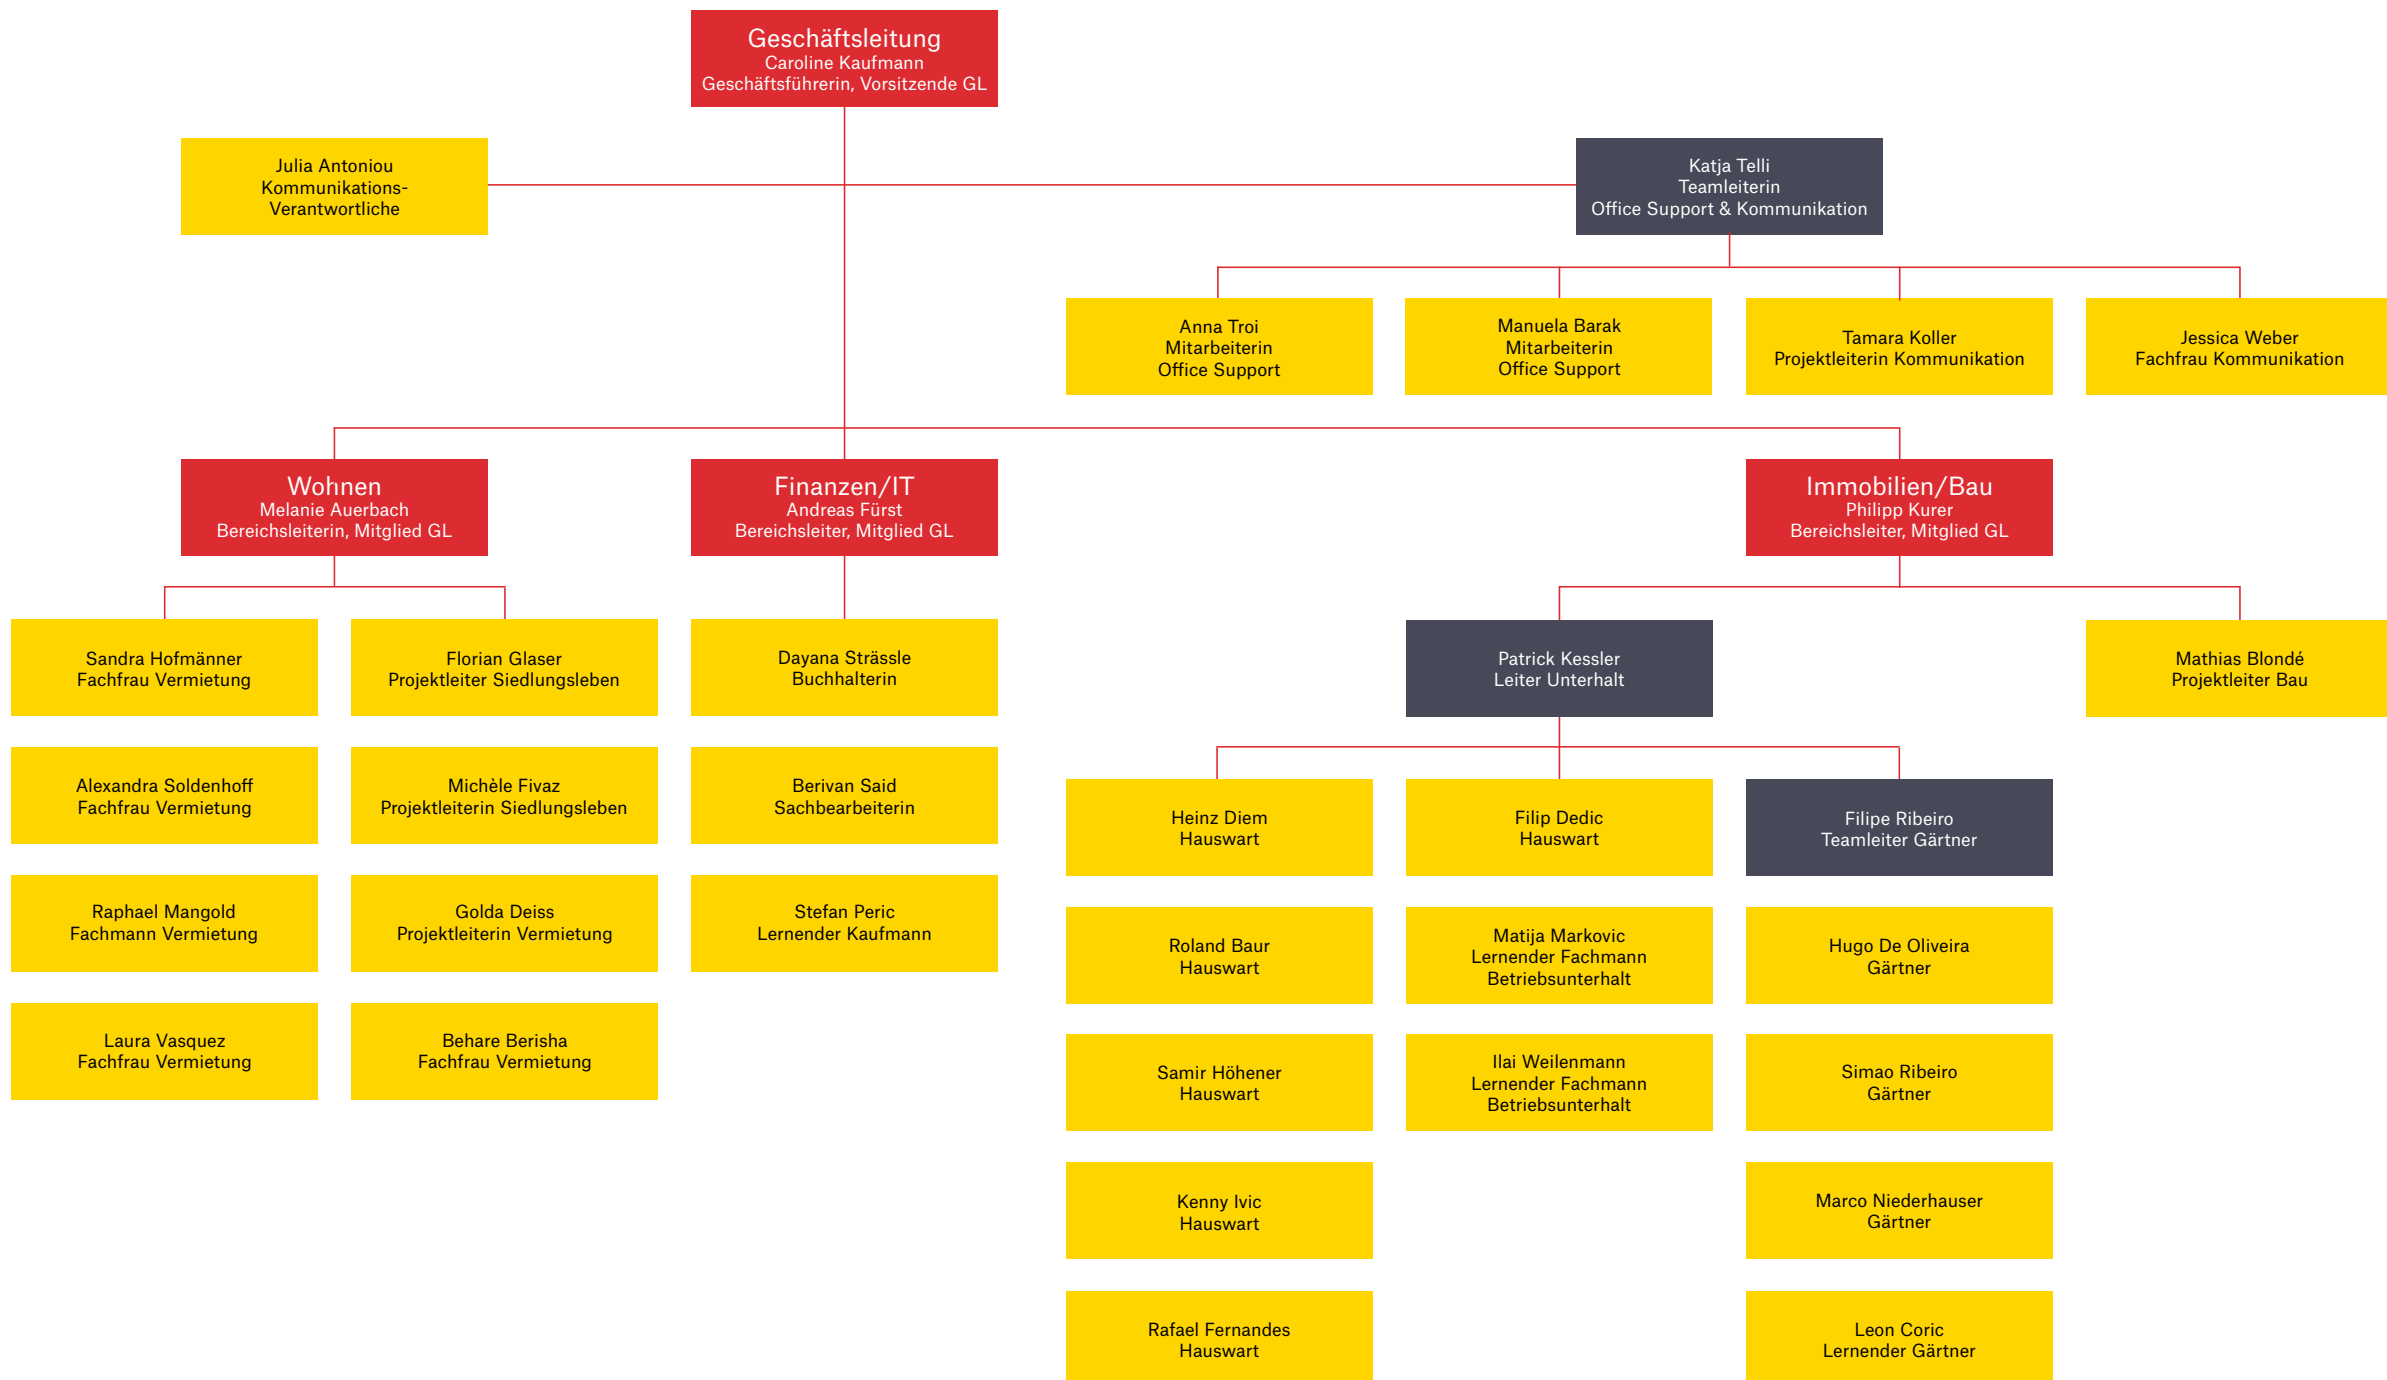 Geschäftsleitung
Caroline Kaufmann
Geschäftsführerin, Vorsitzende GL
Julia Antoniou
Kommunikations-
Verantwortliche
Katja Telli
Teamleiterin
Office Support & Kommunikation
Anna Troi
Mitarbeiterin
Office Support
Manuela Barak
Mitarbeiterin
Office Support
Tamara Koller
Projektleiterin Kommunikation
Jessica Weber
Fachfrau Kommunikation
Wohnen
Melanie Auerbach
Bereichsleiterin, Mitglied GL
Finanzen/IT
Andreas Fürst
Bereichsleiter, Mitglied GL
Immobilien/Bau
Philipp Kurer
Bereichsleiter, Mitglied GL
Sandra Hofmänner
Fachfrau Vermietung
Florian Glaser
Projektleiter Siedlungsleben
Dayana Strässle
Buchhalterin
Patrick Kessler
Leiter Unterhalt
Mathias Blondé
Projektleiter Bau
Alexandra Soldenhoff
Fachfrau Vermietung
Michèle Fivaz
Projektleiterin Siedlungsleben
Berivan Said
Sachbearbeiterin
Heinz Diem
Hauswart
Filip Dedic
Hauswart
Filipe Ribeiro
Teamleiter Gärtner
Raphael Mangold
Fachmann Vermietung
Golda Deiss
Projektleiterin Vermietung
Stefan Peric
Lernender Kaufmann
Roland Baur
Hauswart
Matija Markovic
Lernender Fachmann
Betriebsunterhalt
Hugo De Oliveira
Gärtner
Laura Vasquez
Fachfrau Vermietung
Behare Berisha
Fachfrau Vermietung
Samir Höhener
Hauswart
Ilai Weilenmann
Lernender Fachmann
Betriebsunterhalt
Simao Ribeiro
Gärtner
Kenny Ivic
Hauswart
Marco Niederhauser
Gärtner
Rafael Fernandes
Hauswart
Leon Coric
Lernender Gärtner